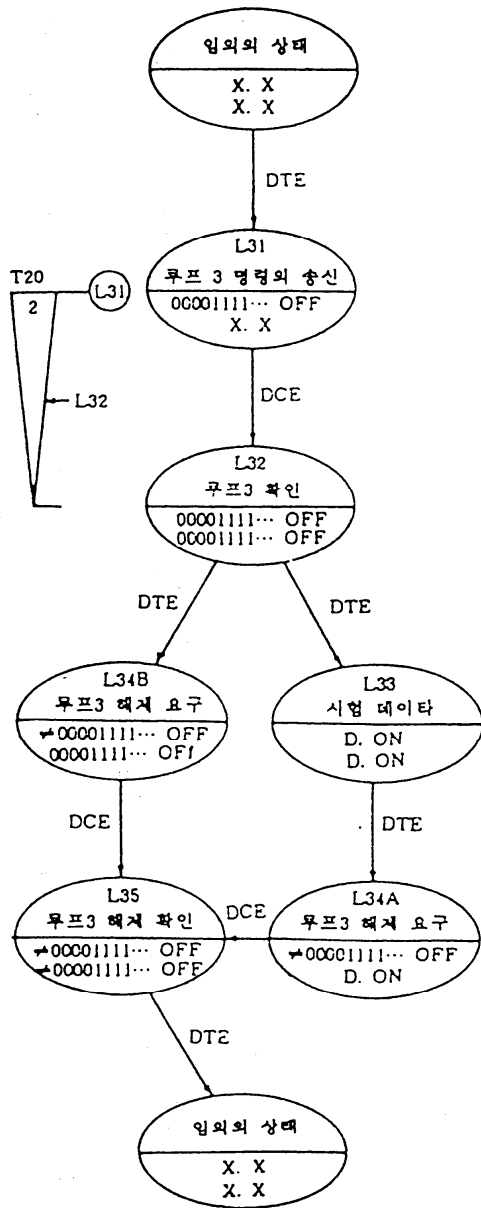 임의의 상태
X. X
X. X
DTE
L31
루프 3 명령의 송신
00001111… OFF
X. X
T20
2
L31
L32
DCE
L32
루프3 확인
00001111… OFF
00001111… OFF
DTE
DTE
L34B
루프3 해제 요구
≠00001111… OFF
00001111… OFF
L33
시험 데이타
D. ON
D. ON
DCE
DTE
L35
루프3 해제 확인
≠00001111… OFF
≠00001111… OFF
DCE
L34A
루프3 해제 요구
≠00001111… OFF
D. ON
DTE
임의의 상태
X. X
X. X